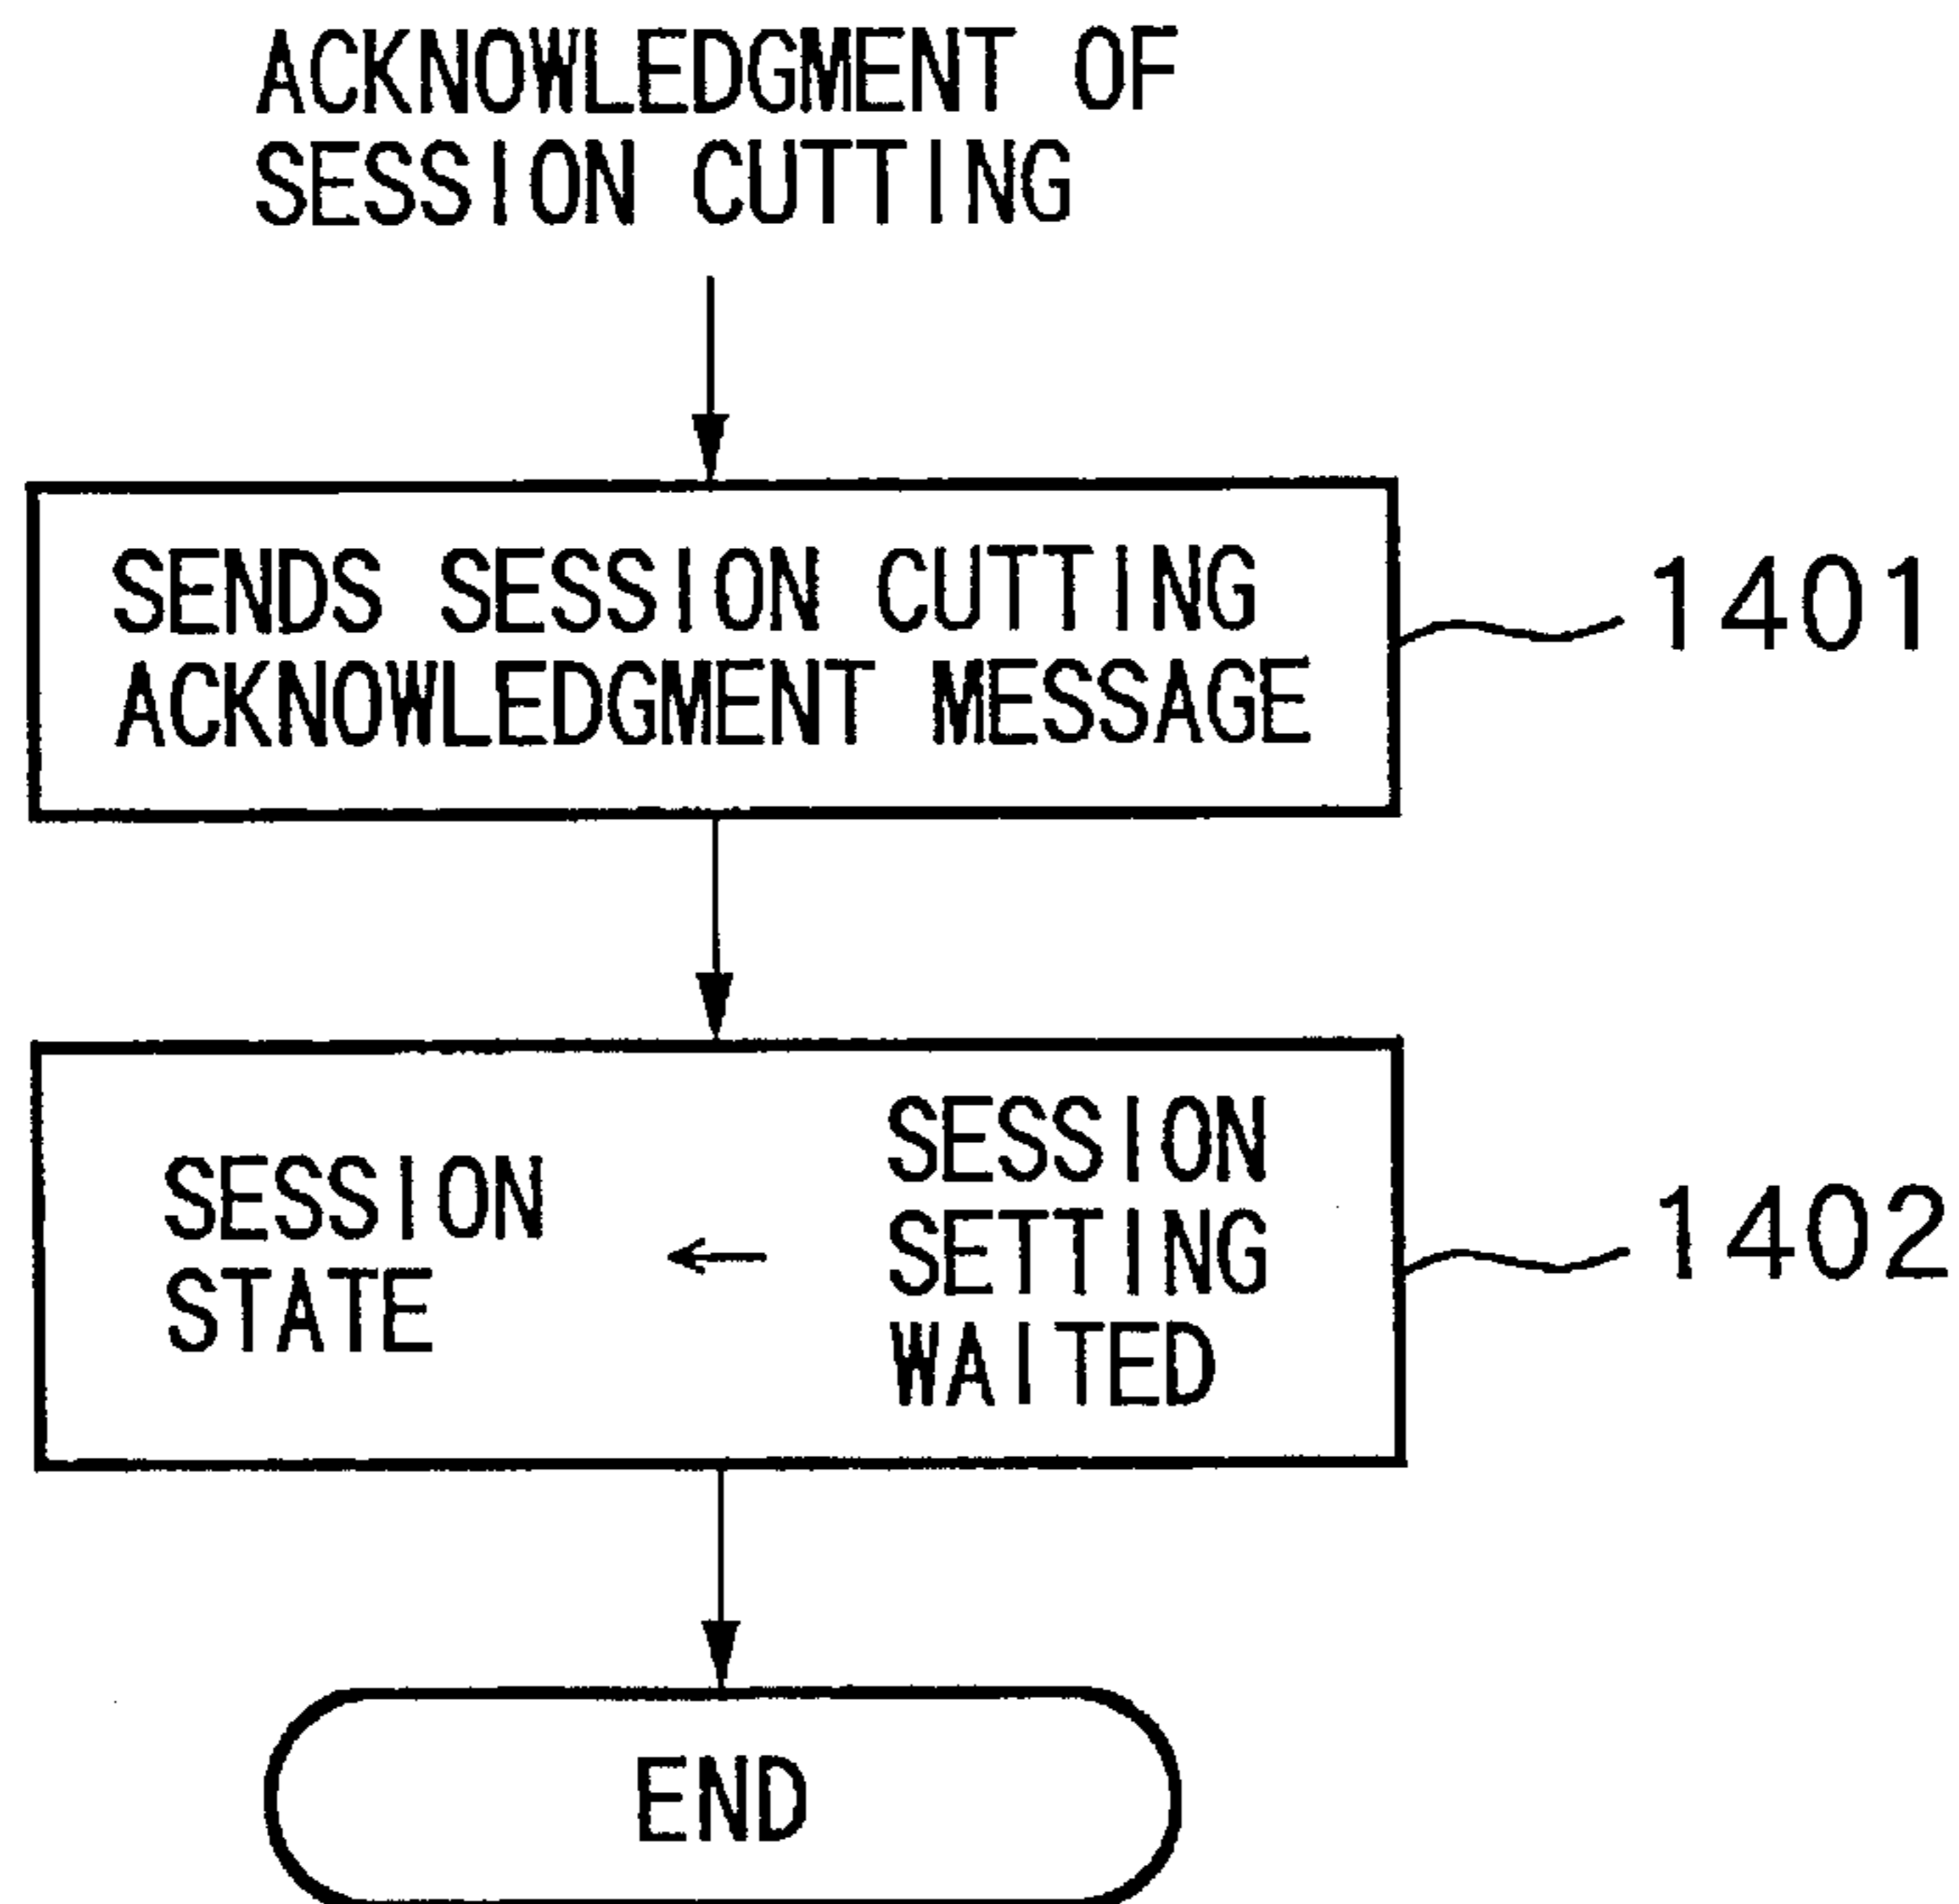 ACKNOWLEDGMENT OF
SESSION CUTTING
SENDS SESSION CUTTING
ACKNOWLEDGMENT MESSAGE
1401
SESSION
STATE
←
SESSION
SETTING
WAITED
1402
END